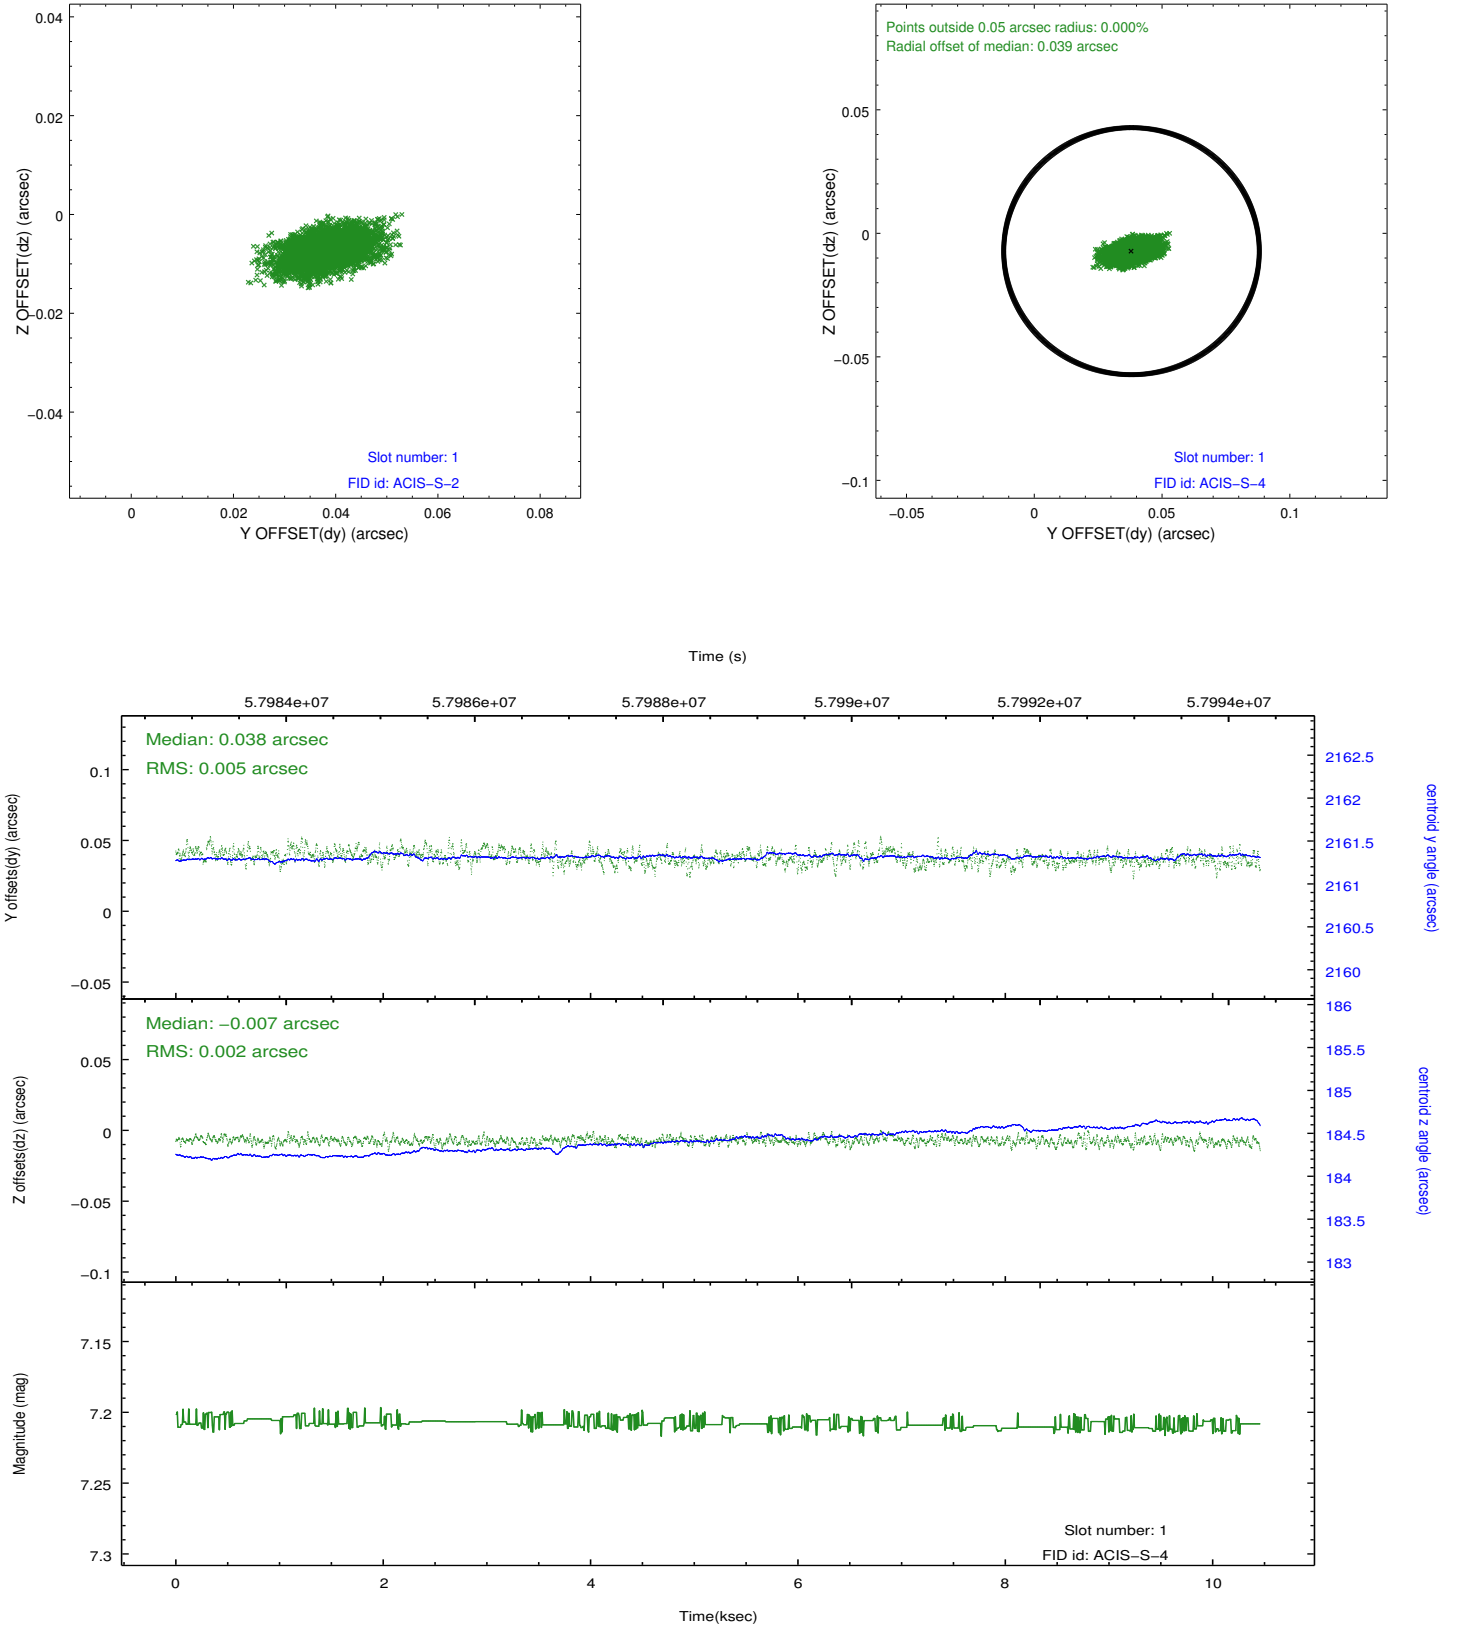 0.04
0.02
0
−0.02
−0.04
Z OFFSET(dz) (arcsec)
Slot number: 1
FID id: ACIS−S−2
0
0.02
0.04
0.06
0.08
Y OFFSET(dy) (arcsec)
Points outside 0.05 arcsec radius: 0.000%
Radial offset of median: 0.039 arcsec
0.05
0
−0.05
−0.1
Z OFFSET(dz) (arcsec)
Slot number: 1
FID id: ACIS−S−4
−0.05
0
0.05
0.1
Y OFFSET(dy) (arcsec)
Time (s)
5.7984e+07
5.7986e+07
5.7988e+07
5.799e+07
5.7992e+07
5.7994e+07
Median: 0.038 arcsec
RMS: 0.005 arcsec
0.1
0.05
0
−0.05
Y offsets(dy) (arcsec)
2162.5
2162
2161.5
2161
2160.5
2160
centroid y angle (arcsec)
Median: −0.007 arcsec
RMS: 0.002 arcsec
0.05
0
−0.05
−0.1
Z offsets(dz) (arcsec)
186
185.5
185
184.5
184
183.5
183
centroid z angle (arcsec)
7.15
7.2
7.25
7.3
Magnitude (mag)
Slot number: 1
FID id: ACIS−S−4
0
2
4
6
8
10
Time(ksec)